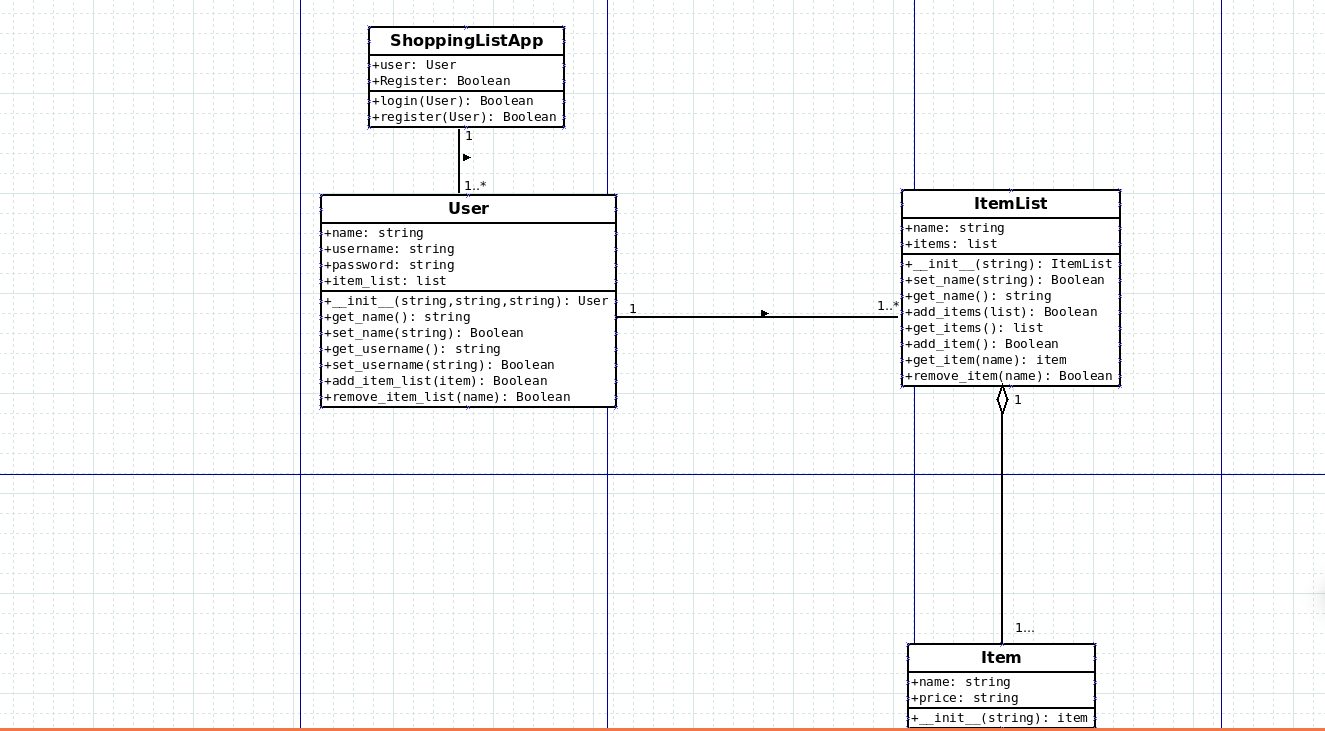 ShoppingListApp
+user: User
+Register: Boolean
+login(User): Boolean
+register(User): Boolean
1
1..*
User
+name: string
+username: string
+password: string
+item_list: list
+__init__(string,string,string): User
+get_name(): string
+set_name(string): Boolean
+get_username(): string
+set_username(string): Boolean
+add_item_list(item): Boolean
+remove_item_list(name): Boolean
1
1..*
ItemList
+name: string
+items: list
+__init__(string): ItemList
+set_name(string): Boolean
+get_name(): string
+add_items(list): Boolean
+get_items(): list
+add_item(): Boolean
+get_item(name): item
+remove_item(name): Boolean
1
1...
Item
+name: string
+price: string
+__init__(string): item